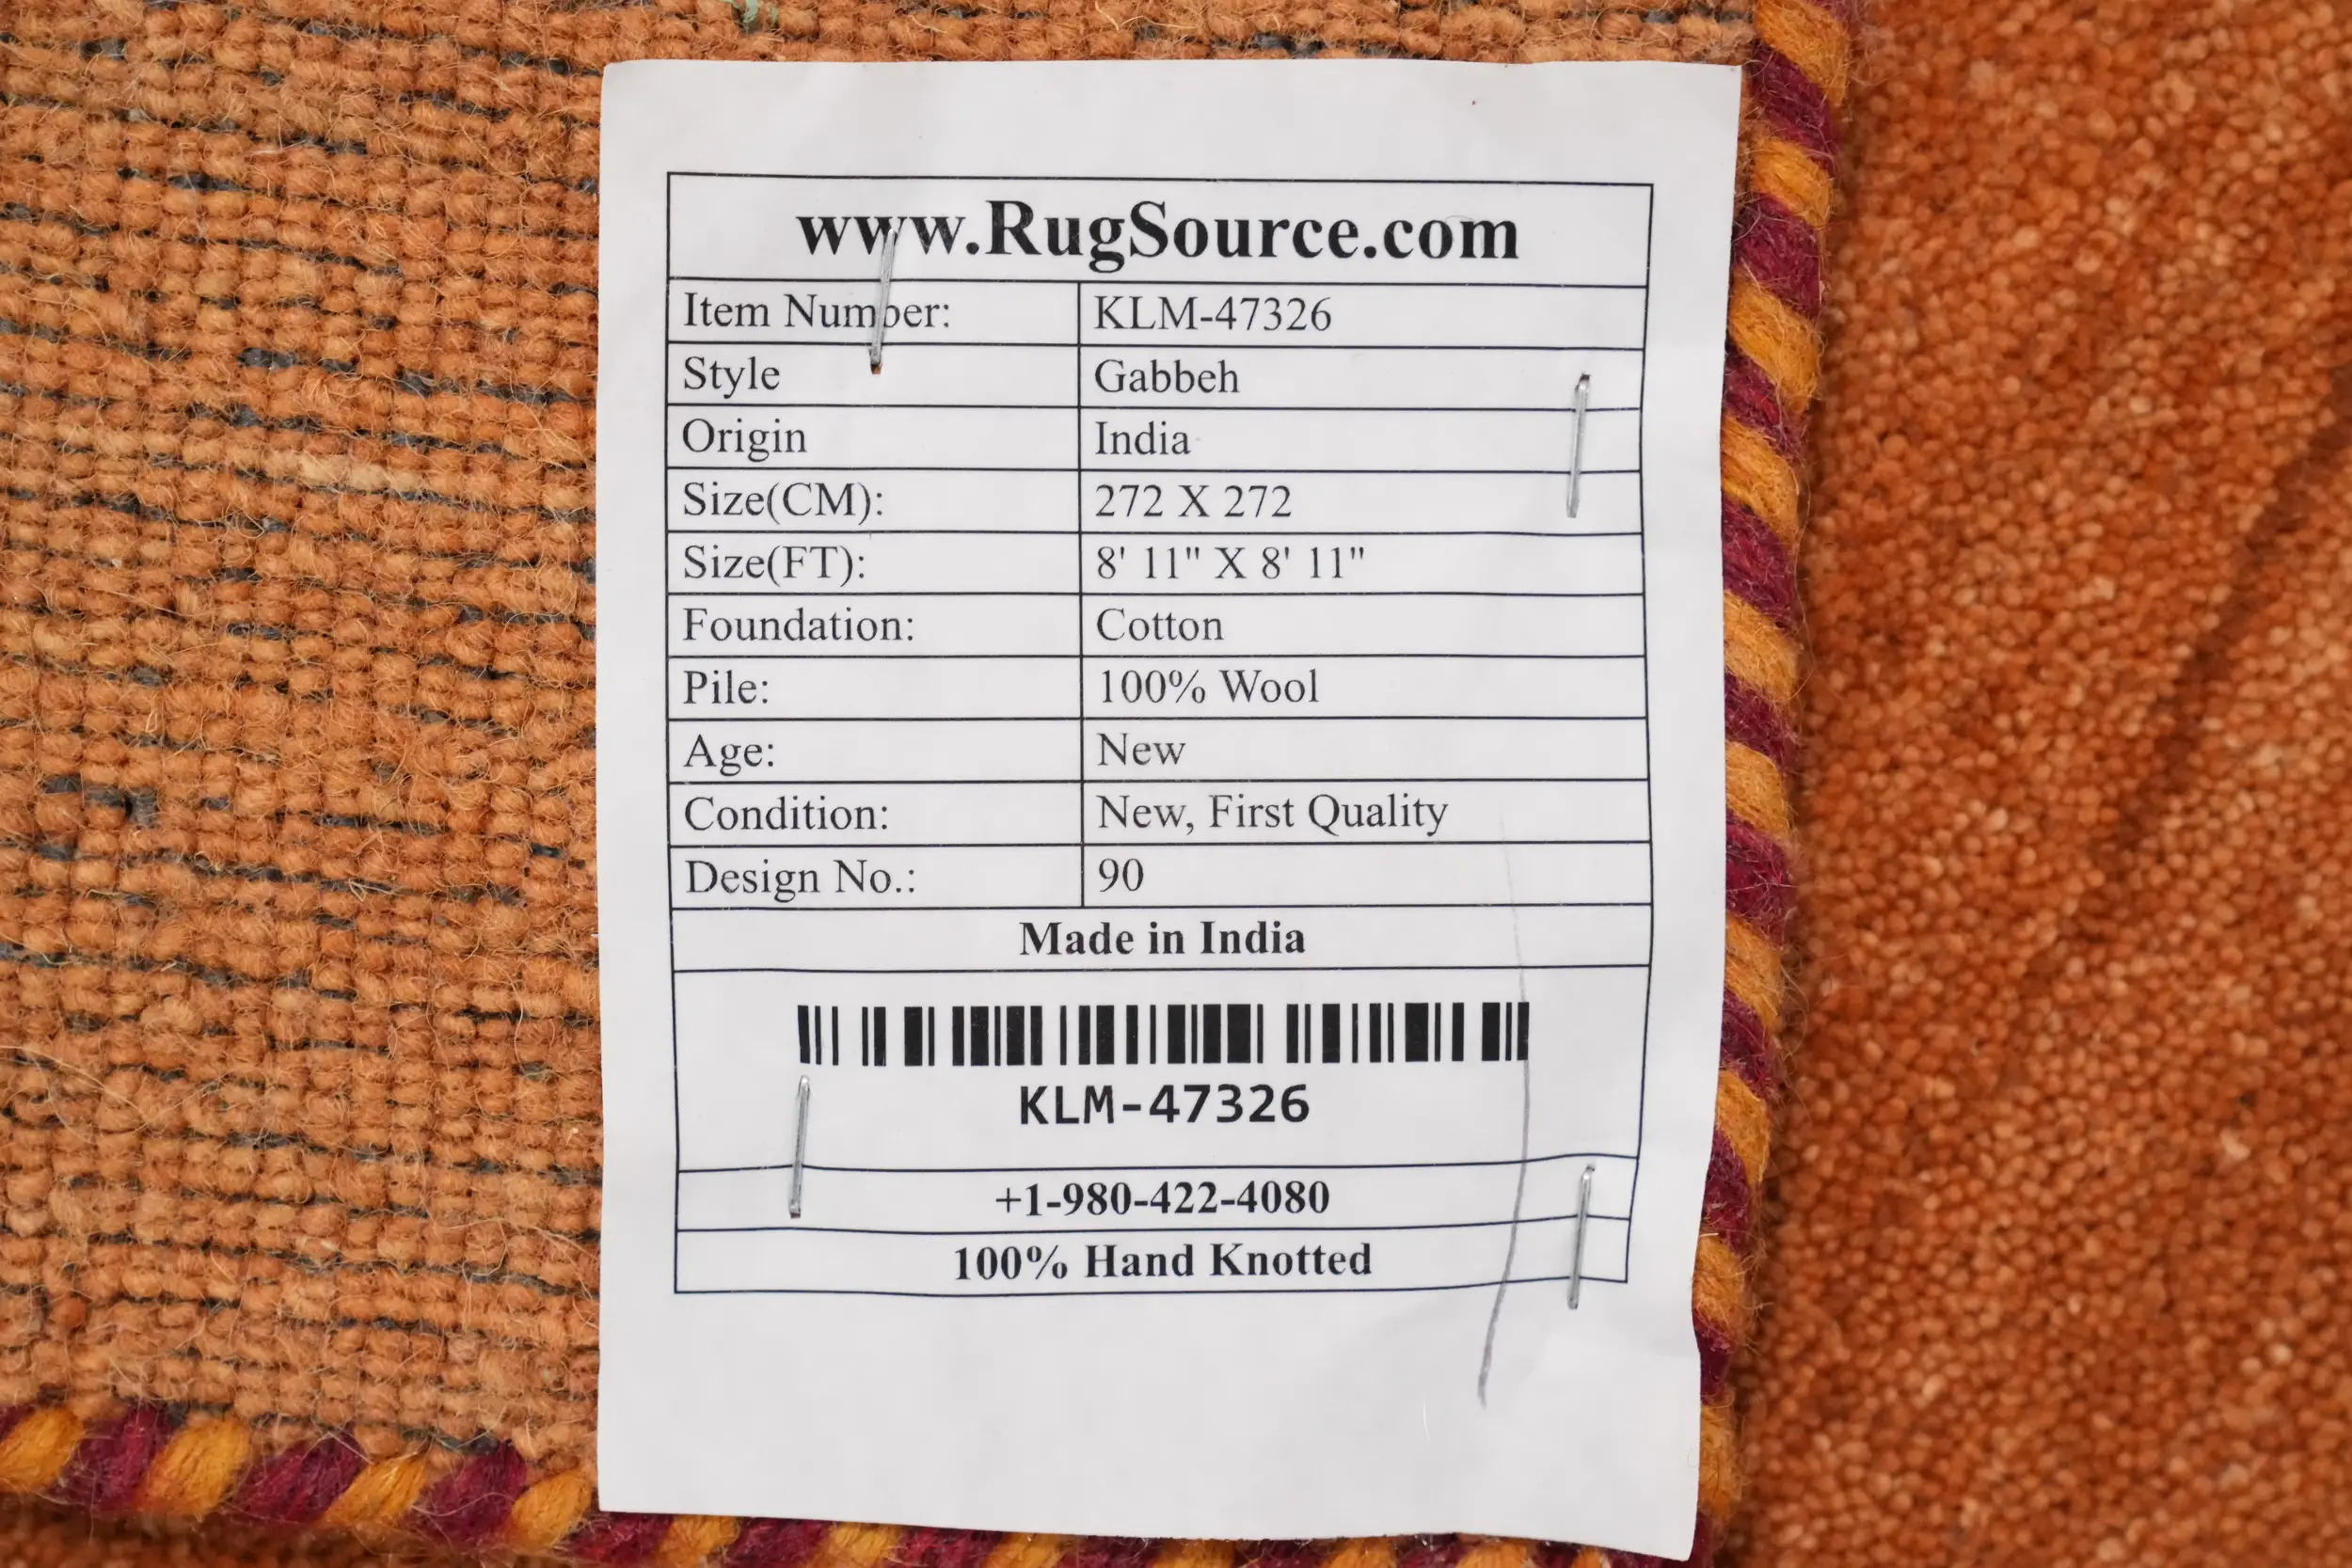 www.RugSource.com
Item Number: KLM-47326
Style Gabbeh
Origin India
Size(CM): 272 X 272
Size(FT): 8' 11" X 8' 11"
Foundation: Cotton
Pile: 100% Wool
Age: New
Condition: New, First Quality
Design No.: 90
Made in India
KLM-47326
+1-980-422-4080
100% Hand Knotted